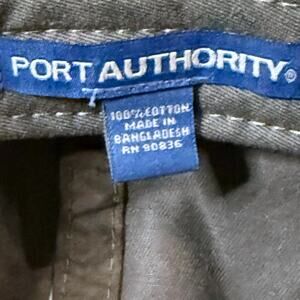 PORT AUTHORITY®
100% COTTON
MADE IN
BANGLADESH
RN 90836